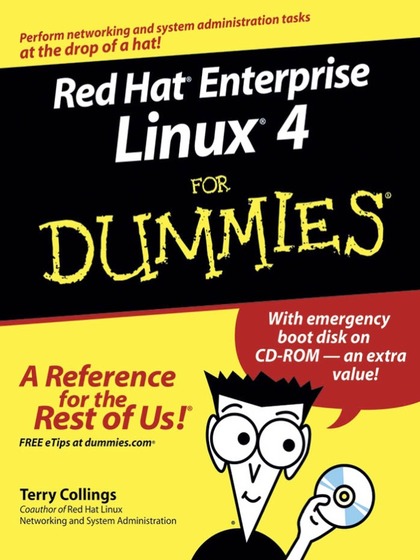 Perform networking and system administration tasks
at the drop of a hat!
Red Hat® Enterprise
Linux® 4
FOR
DUMMIES®
With emergency
boot disk on
CD-ROM — an extra
value!
A Reference
for the
Rest of Us!®
FREE eTips at dummies.com®
Terry Collings
Coauthor of Red Hat Linux
Networking and System Administration
®